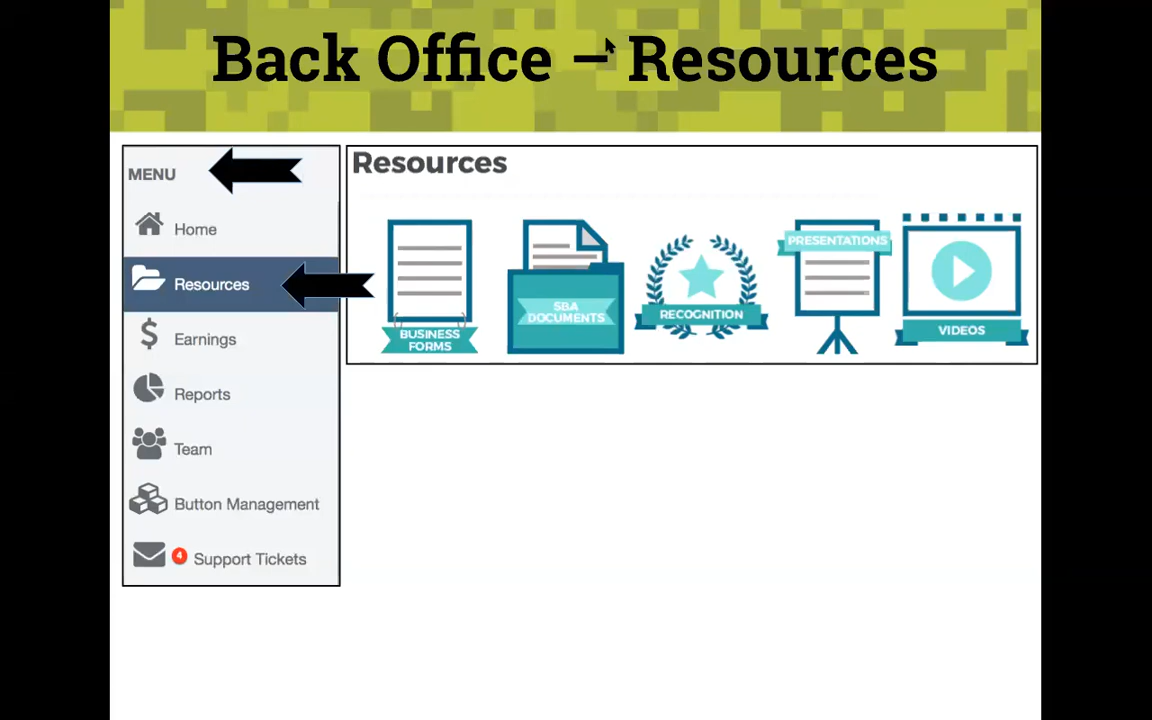 Back Office – Resources
MENU
Home
Resources
Earnings
Reports
Team
Button Management
4 Support Tickets
Resources
BUSINESS
FORMS
SBA
DOCUMENTS
RECOGNITION
PRESENTATIONS
VIDEOS